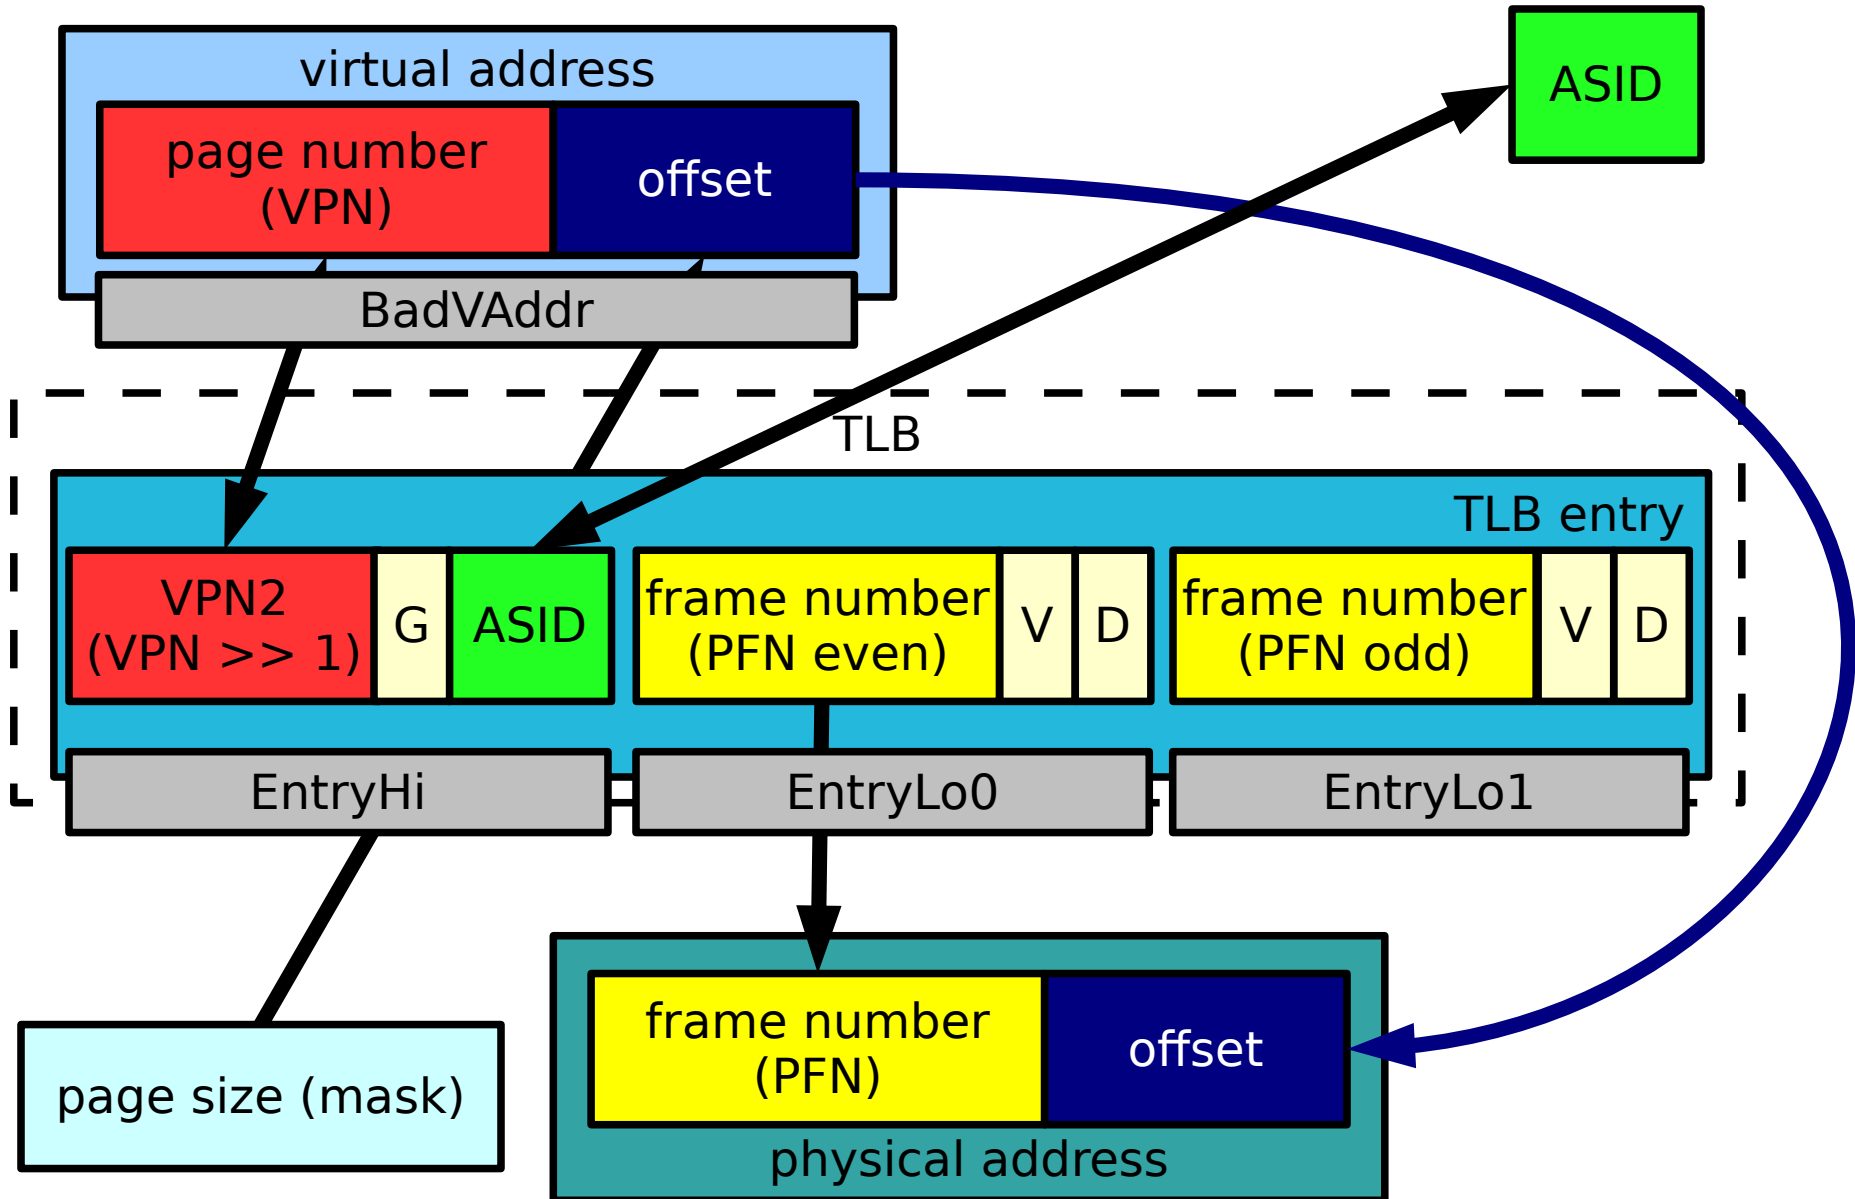 virtual address
ASID
page number
(VPN)
offset
BadVAddr
TLB
TLB entry
VPN2
(VPN >> 1)
G
ASID
frame number
(PFN even)
V
D
frame number
(PFN odd)
V
D
EntryHi
EntryLo0
EntryLo1
page size (mask)
frame number
(PFN)
offset
physical address